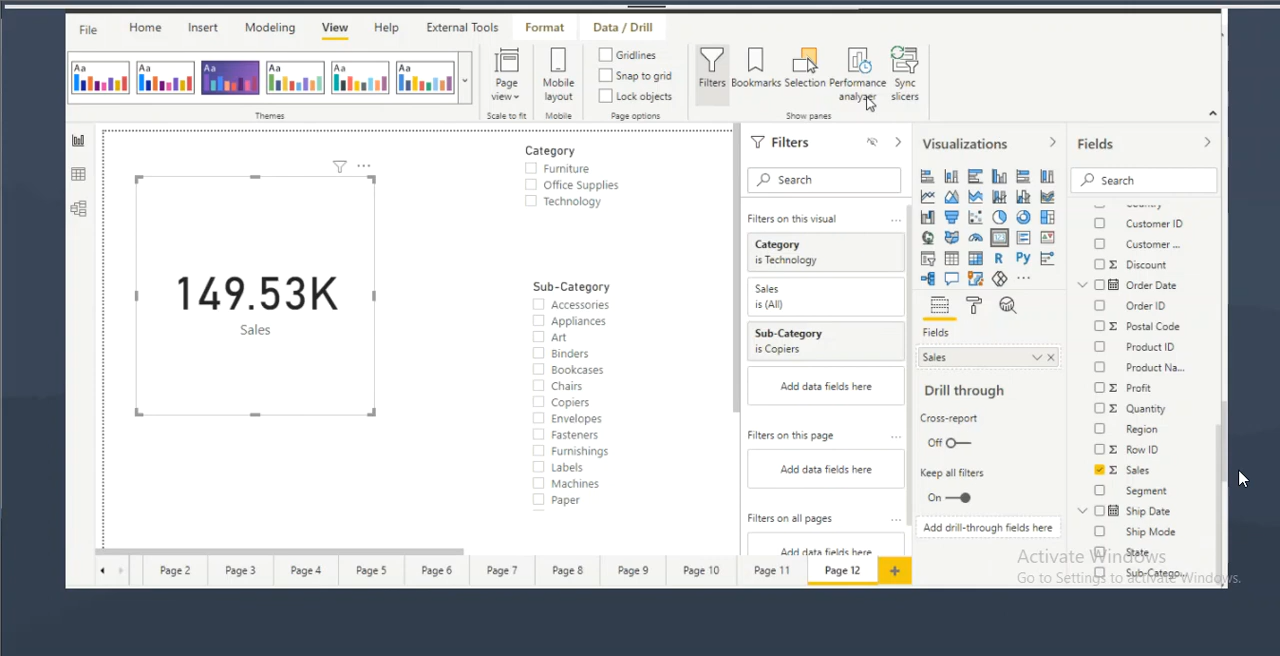 File
Home
Insert
Modeling
View
Help
External Tools
Format
Data / Drill
Aa
Aa
Aa
Aa
Aa
Aa
Themes
Page
view
Scale to fit
Mobile
layout
Mobile
Gridlines
Snap to grid
Lock objects
Page options
Filters
Bookmarks
Selection
Performance
analyzer
Sync
slicers
Show panes
149.53K
Sales
Category
Furniture
Office Supplies
Technology
Sub-Category
Accessories
Appliances
Art
Binders
Bookcases
Chairs
Copiers
Envelopes
Fasteners
Furnishings
Labels
Machines
Paper
Filters
Search
Filters on this visual
Category
is Technology
Sales
is (All)
Sub-Category
is Copiers
Add data fields here
Filters on this page
Add data fields here
Filters on all pages
Add data fields here
Visualizations
R
Py
Fields
Sales
Drill through
Cross-report
Off
Keep all filters
On
Add drill-through fields here
Fields
Search
Country
Customer ID
Customer ...
Discount
Order Date
Order ID
Postal Code
Product ID
Product Na...
Profit
Quantity
Region
Row ID
Sales
Segment
Ship Date
Ship Mode
State
Sub-Catego...
Activate Windows
Go to Settings to activate Windows.
Page 2
Page 3
Page 4
Page 5
Page 6
Page 7
Page 8
Page 9
Page 10
Page 11
Page 12
+